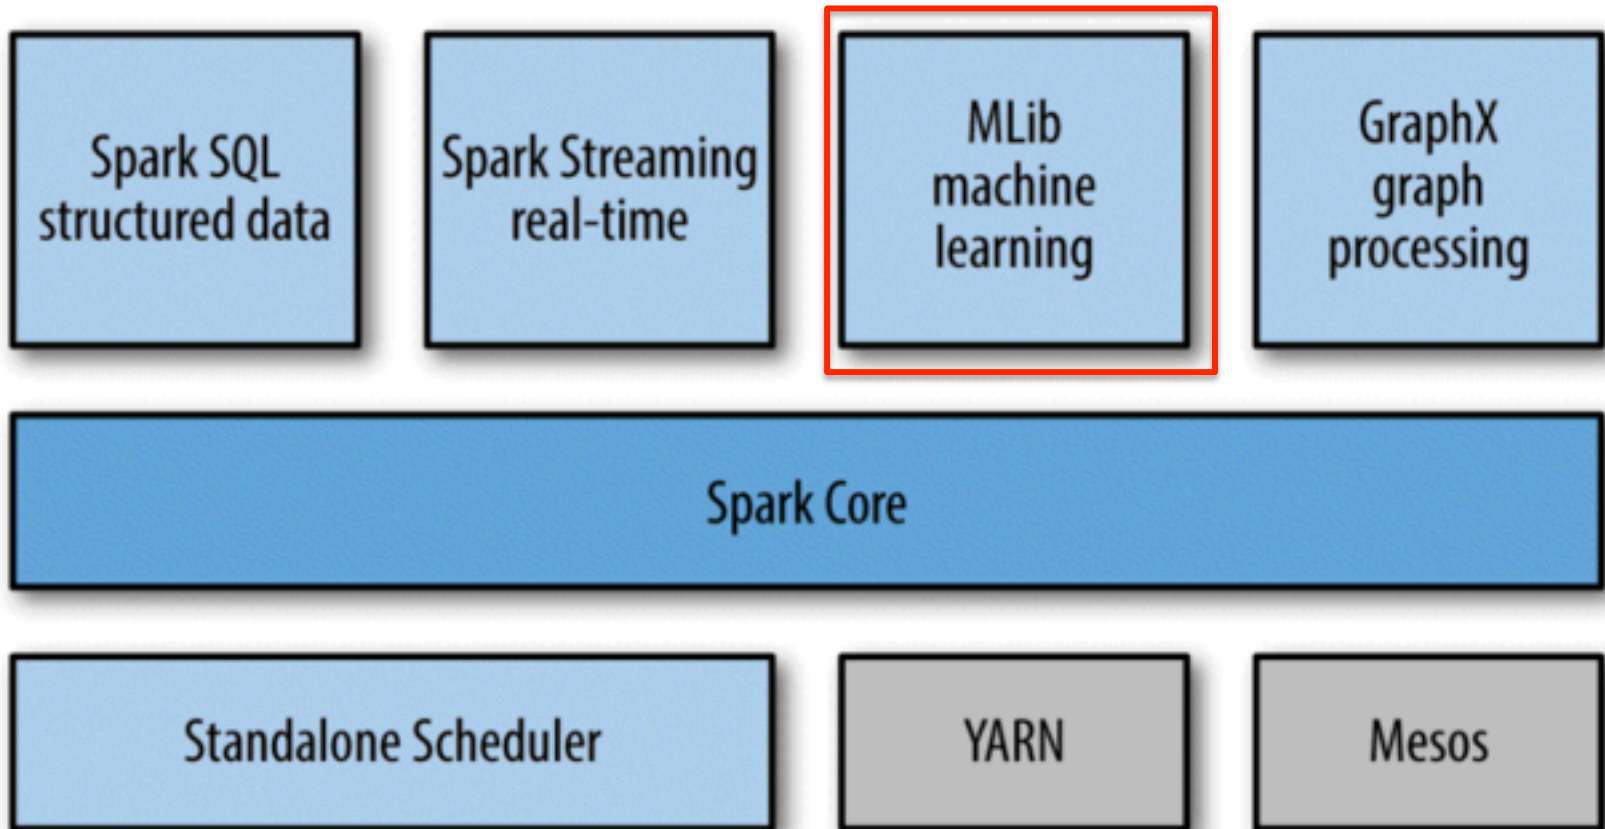 Spark SQL
structured data
Spark Streaming
real-time
MLib
machine
learning
GraphX
graph
processing
Spark Core
Standalone Scheduler
YARN
Mesos